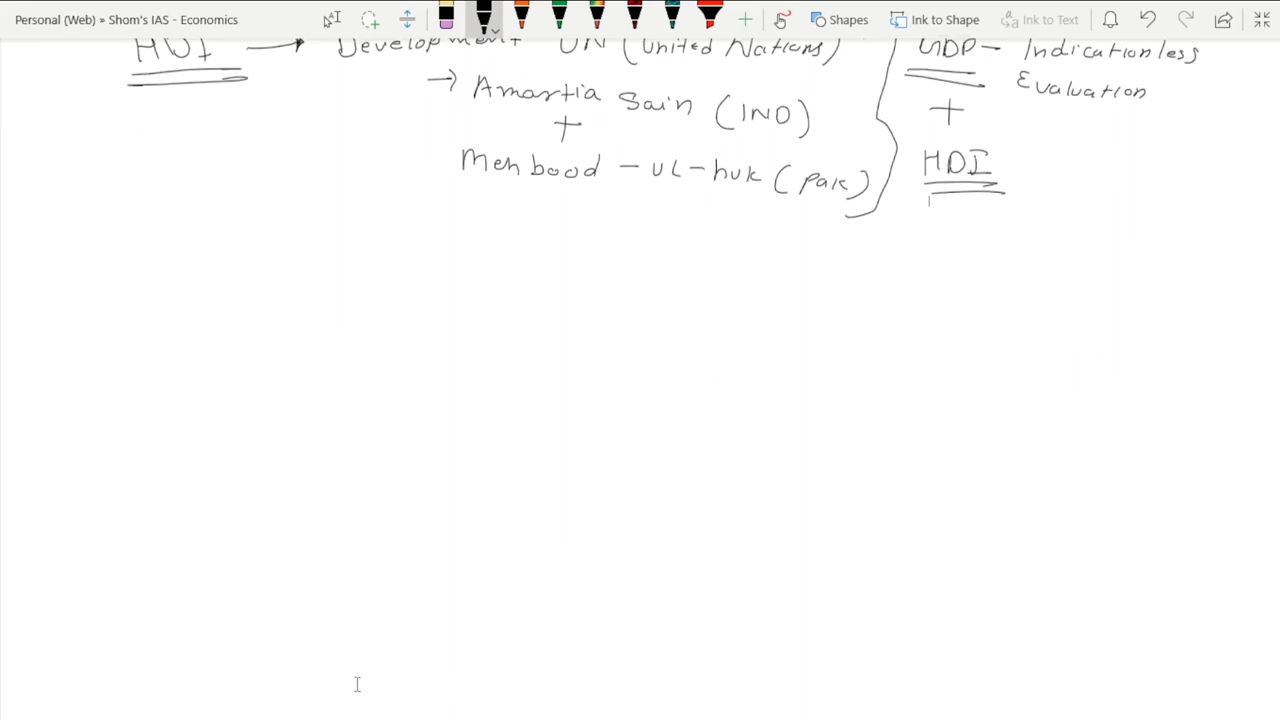 Personal (Web) » Shom's IAS - Economics
Shapes
Ink to Shape
Ink to Text
HDI → Development UN (United Nations)
→ Amartia Sain (IND)
+
Mehbood - UL - huk (Pak)
GDP - Indicationless
Evaluation
+
HDI